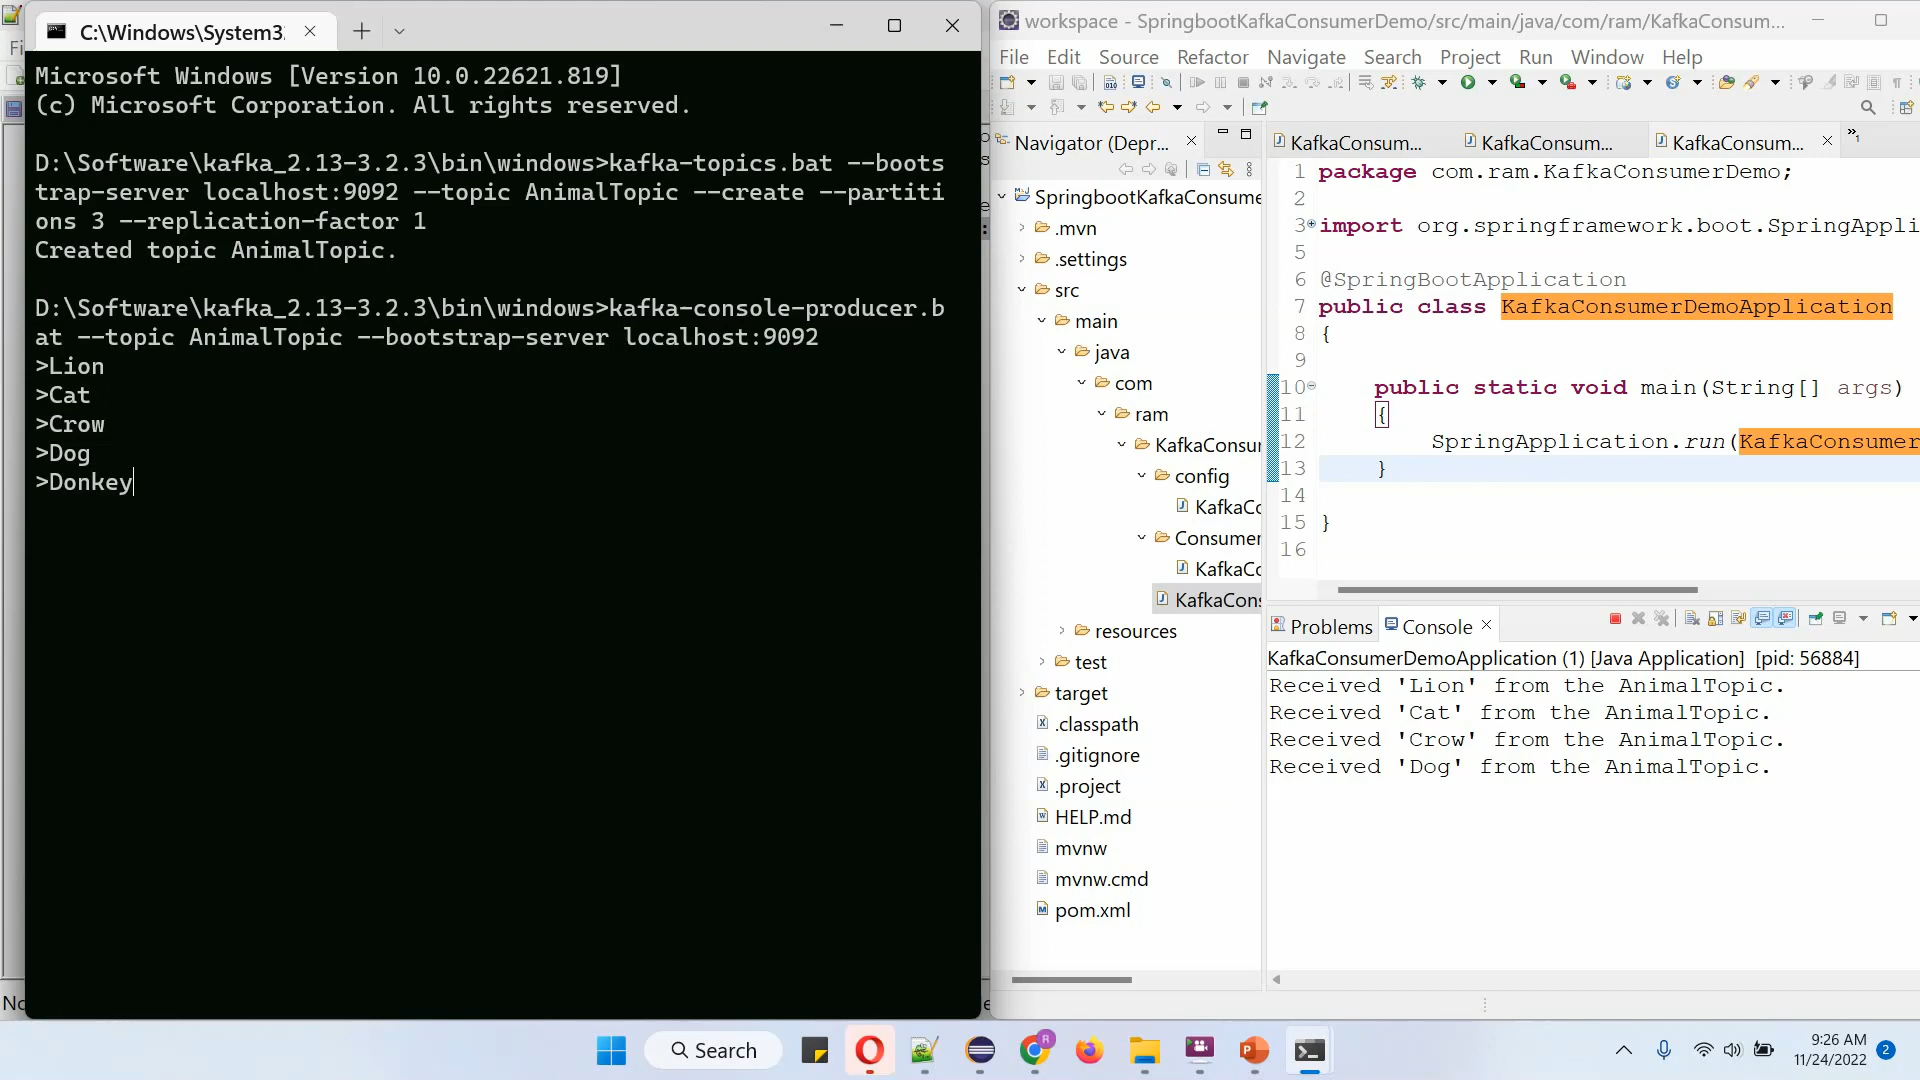 C:\Windows\System3
Microsoft Windows [Version 10.0.22621.819]
(c) Microsoft Corporation. All rights reserved.
D:\Software\kafka_2.13-3.2.3\bin\windows>kafka-topics.bat --boots
trap-server localhost:9092 --topic AnimalTopic --create --partiti
ons 3 --replication-factor 1
Created topic AnimalTopic.
D:\Software\kafka_2.13-3.2.3\bin\windows>kafka-console-producer.b
at --topic AnimalTopic --bootstrap-server localhost:9092
>Lion
>Cat
>Crow
>Dog
>Donkey
workspace - SpringbootKafkaConsumerDemo/src/main/java/com/ram/KafkaConsum...
File Edit Source Refactor Navigate Search Project Run Window Help
Navigator (Depr...
SpringbootKafkaConsume
.mvn
.settings
src
main
java
com
ram
KafkaConsu
config
KafkaCo
Consumer
KafkaCo
KafkaCons
resources
test
target
.classpath
.gitignore
.project
HELP.md
mvnw
mvnw.cmd
pom.xml
KafkaConsum... KafkaConsum... KafkaConsum... 1
1 package com.ram.KafkaConsumerDemo;
2
3 import org.springframework.boot.SpringAppli
5
6 @SpringBootApplication
7 public class KafkaConsumerDemoApplication
8 {
9
10 public static void main(String[] args)
11 {
12 SpringApplication.run(KafkaConsumer
13 }
14
15 }
16
Problems Console
KafkaConsumerDemoApplication (1) [Java Application] [pid: 56884]
Received 'Lion' from the AnimalTopic.
Received 'Cat' from the AnimalTopic.
Received 'Crow' from the AnimalTopic.
Received 'Dog' from the AnimalTopic.
Search
9:26 AM
11/24/2022
2